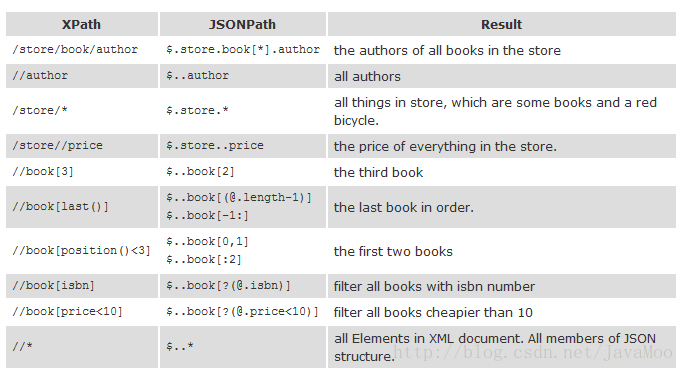 XPath JSONPath Result
/store/book/author $.store.book[*].author the authors of all books in the store
//author $..author all authors
/store/* $.store.* all things in store, which are some books and a red
bicycle.
/store//price $.store..price the price of everything in the store.
//book[3] $..book[2] the third book
//book[last()] $..book[(@.length-1)] the last book in order.
$..book[-1:]
//book[position()<3] $..book[0,1] the first two books
$..book[:2]
//book[isbn] $..book[?(@.isbn)] filter all books with isbn number
//book[price<10] $..book[?(@.price<10)] filter all books cheapier than 10
//* $..* all Elements in XML document. All members of JSON
structure.
http://blog.csdn.net/JavaMoo